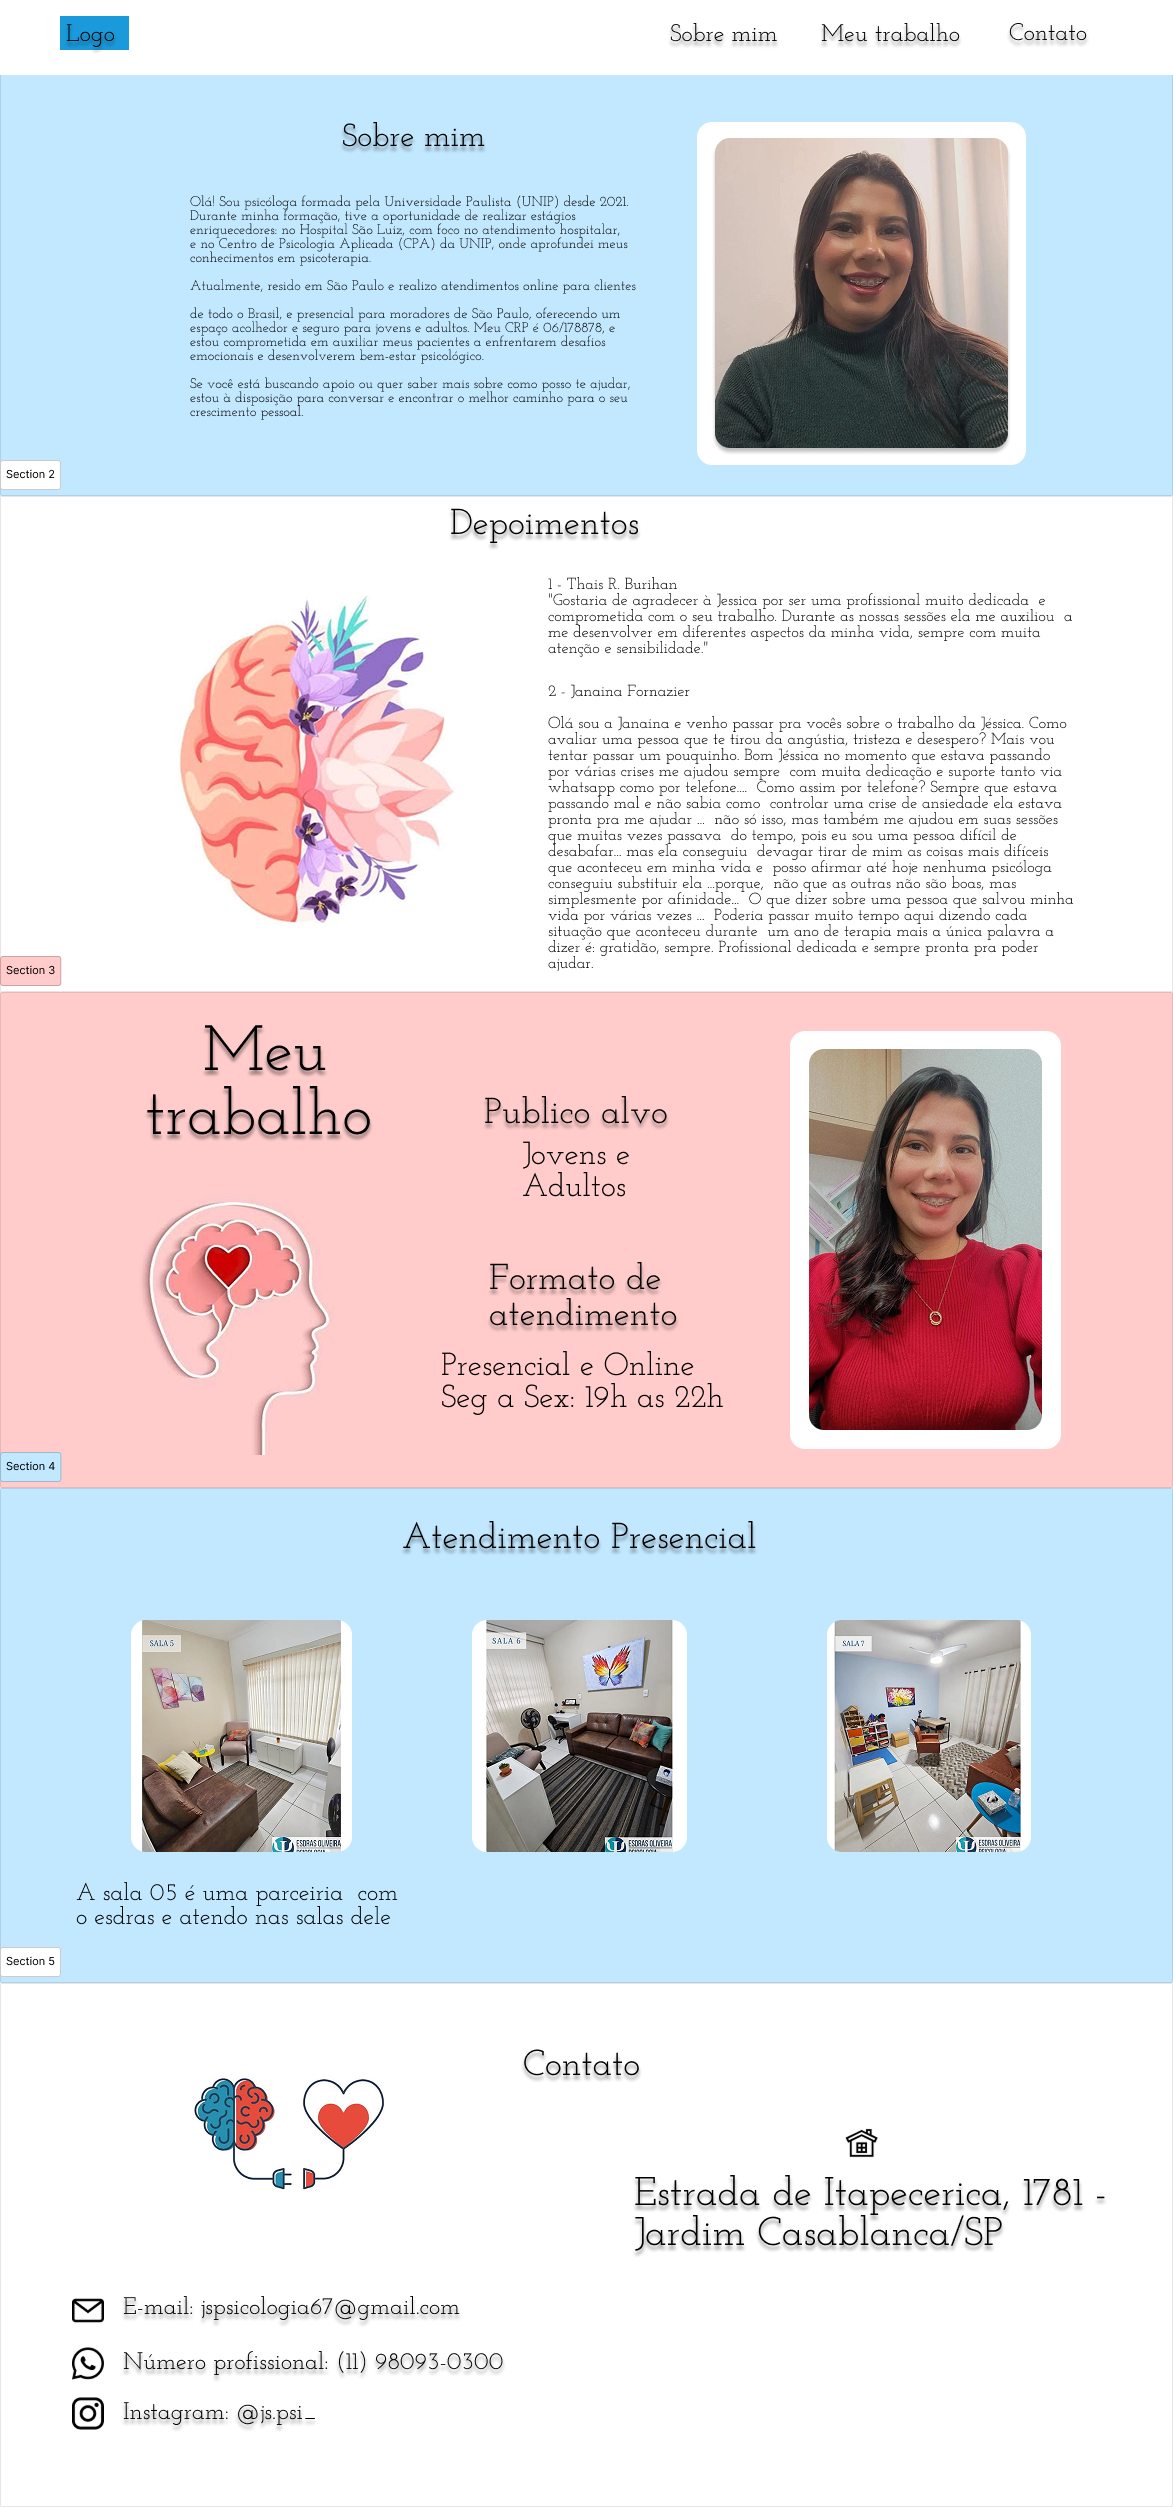 Logo
Sobre mim
Meu trabalho
Contato
Sobre mim
Olá! Sou psicóloga formada pela Universidade Paulista (UNIP) desde 2021.
Durante minha formação, tive a oportunidade de realizar estágios
enriquecedores: no Hospital São Luiz, com foco no atendimento hospitalar,
e no Centro de Psicologia Aplicada (CPA) da UNIP, onde aprofundei meus
conhecimentos em psicoterapia.
Atualmente, resido em São Paulo e realizo atendimentos online para clientes
de todo o Brasil, e presencial para moradores de São Paulo, oferecendo um
espaço acolhedor e seguro para jovens e adultos. Meu CRP é 06/178878, e
estou comprometida em auxiliar meus pacientes a enfrentarem desafios
emocionais e desenvolverem bem-estar psicológico.
Se você está buscando apoio ou quer saber mais sobre como posso te ajudar,
estou à disposição para conversar e encontrar o melhor caminho para o seu
crescimento pessoal.
Section 2
Depoimentos
1 - Thais R. Burihan
"Gostaria de agradecer à Jessica por ser uma profissional muito dedicada e
comprometida com o seu trabalho. Durante as nossas sessões ela me auxiliou a
me desenvolver em diferentes aspectos da minha vida, sempre com muita
atenção e sensibilidade."
2 - Janaina Fornazier
Olá sou a Janaina e venho passar pra vocês sobre o trabalho da Jéssica. Como
avaliar uma pessoa que te tirou da angústia, tristeza e desespero? Mais vou
tentar passar um pouquinho. Bom Jéssica no momento que estava passando
por várias crises me ajudou sempre com muita dedicação e suporte tanto via
whatsapp como por telefone.... Como assim por telefone? Sempre que estava
passando mal e não sabia como controlar uma crise de ansiedade ela estava
pronta pra me ajudar ... não só isso, mas também me ajudou em suas sessões
que muitas vezes passava do tempo, pois eu sou uma pessoa difícil de
desabafar... mas ela conseguiu devagar tirar de mim as coisas mais difíceis
que aconteceu em minha vida e posso afirmar até hoje nenhuma psicóloga
conseguiu substituir ela ...porque, não que as outras não são boas, mas
simplesmente por afinidade... O que dizer sobre uma pessoa que salvou minha
vida por várias vezes ... Poderia passar muito tempo aqui dizendo cada
situação que aconteceu durante um ano de terapia mais a única palavra a
dizer é: gratidão, sempre. Profissional dedicada e sempre pronta pra poder
ajudar.
Section 3
Meu
trabalho
Publico alvo
Jovens e
Adultos
Formato de
atendimento
Presencial e Online
Seg a Sex: 19h as 22h
Section 4
Atendimento Presencial
SALA 5
SALA 6
SALA 7
ESDRAS OLIVEIRA
PSICOLOGIA
ESDRAS OLIVEIRA
PSICOLOGIA
ESDRAS OLIVEIRA
PSICOLOGIA
A sala 05 é uma parceiria com
o esdras e atendo nas salas dele
Section 5
Contato
Estrada de Itapecerica, 1781 -
Jardim Casablanca/SP
E-mail: jspsicologia67@gmail.com
Número profissional: (11) 98093-0300
Instagram: @js.psi_